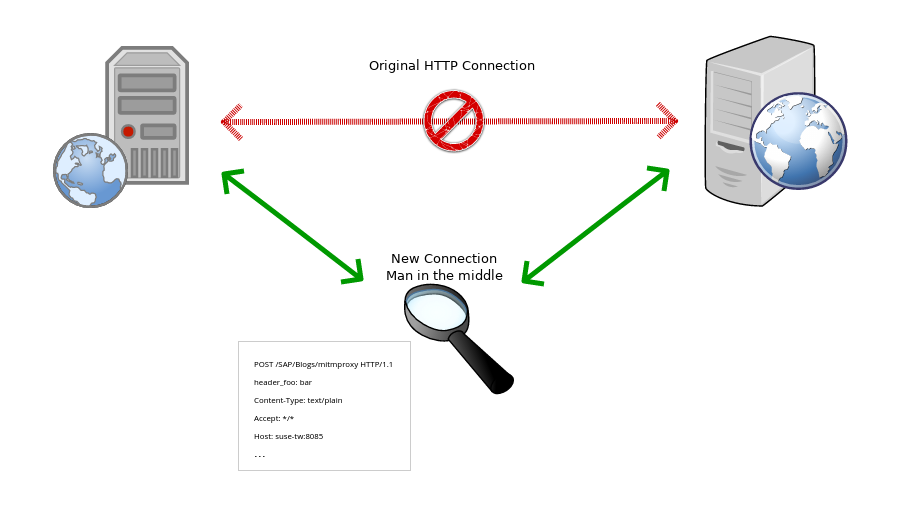 Original HTTP Connection
New Connection
Man in the middle
POST /SAP/Blogs/mitmproxy HTTP/1.1
header_foo: bar
Content-Type: text/plain
Accept: */*
Host: suse-tw:8085
...